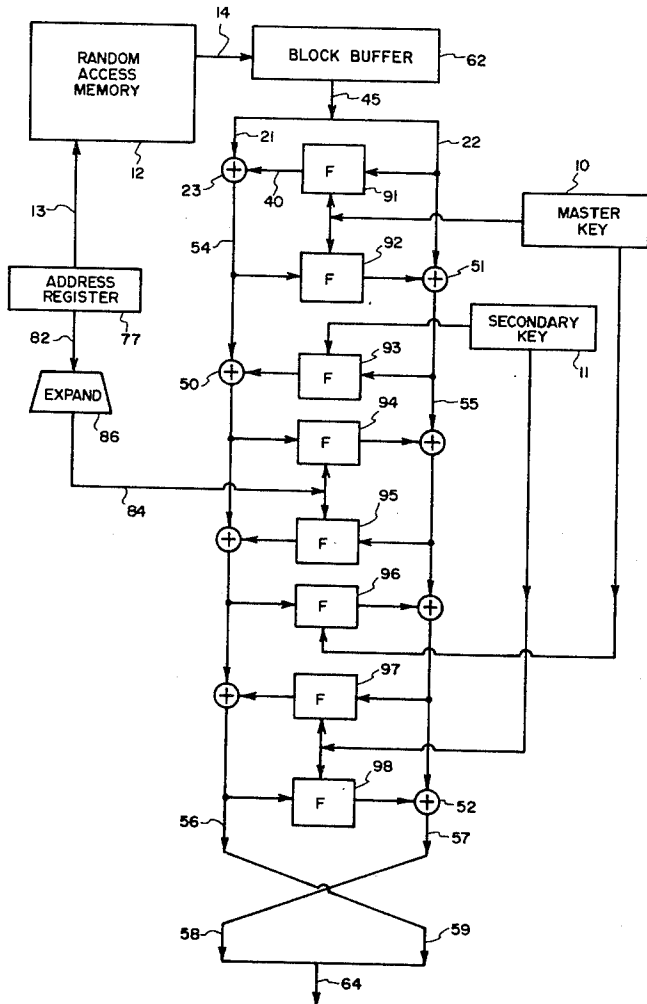 14
RANDOM
ACCESS
MEMORY
BLOCK BUFFER
62
45
12
21
22
23
40
F
91
10
MASTER
KEY
13
54
92
F
51
ADDRESS
REGISTER
77
SECONDARY
KEY
11
82
93
F
50
EXPAND
86
55
94
F
84
95
F
96
F
97
F
98
F
52
56
57
58
59
64